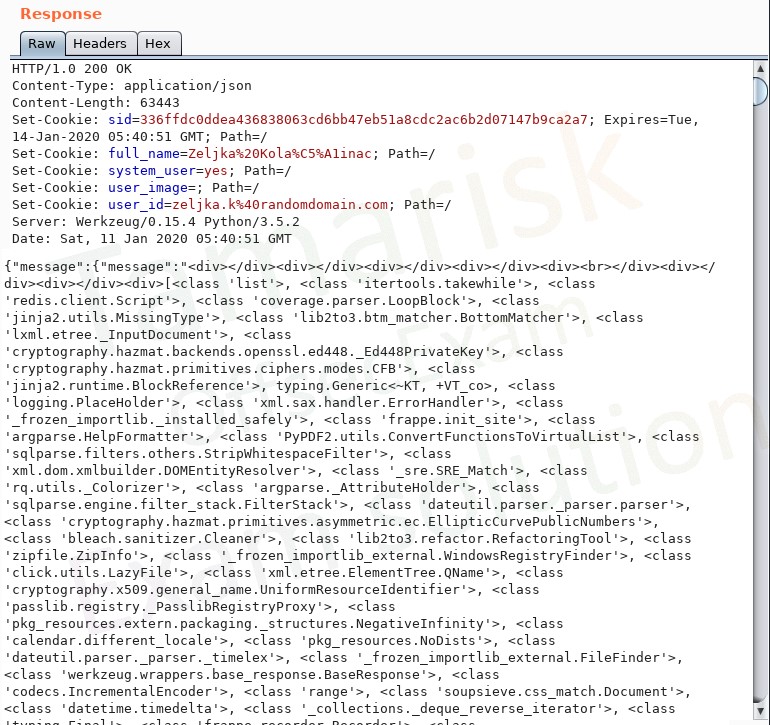 Response
Raw Headers Hex
HTTP/1.0 200 OK
Content-Type: application/json
Content-Length: 63443
Set-Cookie: sid=336ffdc0ddea436838063cd6bb47eb51a8cdc2ac6b2d07147b9ca2a7; Expires=Tue,
14-Jan-2020 05:40:51 GMT; Path=/
Set-Cookie: full_name=Zeljka%20Kola%C5%A1inac; Path=/
Set-Cookie: system_user=yes; Path=/
Set-Cookie: user_image=; Path=/
Set-Cookie: user_id=zeljka.k%40randomdomain.com; Path=/
Server: Werkzeug/0.15.4 Python/3.5.2
Date: Sat, 11 Jan 2020 05:40:51 GMT
{"message":{"message":"<div></div><div></div><div></div><div></div><div><br></div><div></
div><div></div><div>[<class 'list'>, <class 'itertools.takewhile'>, <class
'redis.client.Script'>, <class 'coverage.parser.LoopBlock'>, <class
'jinja2.utils.MissingType'>, <class 'lib2to3.btm_matcher.BottomMatcher'>, <class
'lxml.etree._InputDocument'>, <class
'cryptography.hazmat.backends.openssl.ed448._Ed448PrivateKey'>, <class
'cryptography.hazmat.primitives.ciphers.modes.CFB'>, <class
'jinja2.runtime.BlockReference'>, typing.Generic<~KT, +VT_co>, <class
'logging.PlaceHolder'>, <class 'xml.sax.handler.ErrorHandler'>, <class
'_frozen_importlib._installed_safely'>, <class 'frappe.init_site'>, <class
'argparse.HelpFormatter'>, <class 'PyPDF2.utils.ConvertFunctionsToVirtualList'>, <class
'sqlparse.filters.others.StripWhitespaceFilter'>, <class
'xml.dom.xmlbuilder.DOMEntityResolver'>, <class '_sre.SRE_Match'>, <class
'rq.utils._Colorizer'>, <class 'argparse._AttributeHolder'>, <class
'sqlparse.engine.filter_stack.FilterStack'>, <class 'dateutil.parser._parser.parser'>,
<class 'cryptography.hazmat.primitives.asymmetric.ec.EllipticCurvePublicNumbers'>,
<class 'bleach.sanitizer.Cleaner'>, <class 'lib2to3.refactor.RefactoringTool'>, <class
'zipfile.ZipInfo'>, <class '_frozen_importlib_external.WindowsRegistryFinder'>, <class
'click.utils.LazyFile'>, <class 'xml.etree.ElementTree.QName'>, <class
'cryptography.x509.general_name.UniformResourceIdentifier'>, <class
'passlib.registry._PasslibRegistryProxy'>, <class
'pkg_resources.extern.packaging._structures.NegativeInfinity'>, <class
'calendar.different_locale'>, <class 'pkg_resources.NoDists'>, <class
'dateutil.parser._parser._timelex'>, <class '_frozen_importlib_external.FileFinder'>,
<class 'werkzeug.wrappers.base_response.BaseResponse'>, <class
'codecs.IncrementalEncoder'>, <class 'range'>, <class 'soupsieve.css_match.Document'>,
<class 'datetime.timedelta'>, <class '_collections._deque_reverse_iterator'>, <class
'typing.Final'>, <class 'frappe.recorder.Recorder'>, <class
Tamarisk
Exam
Exam Solution